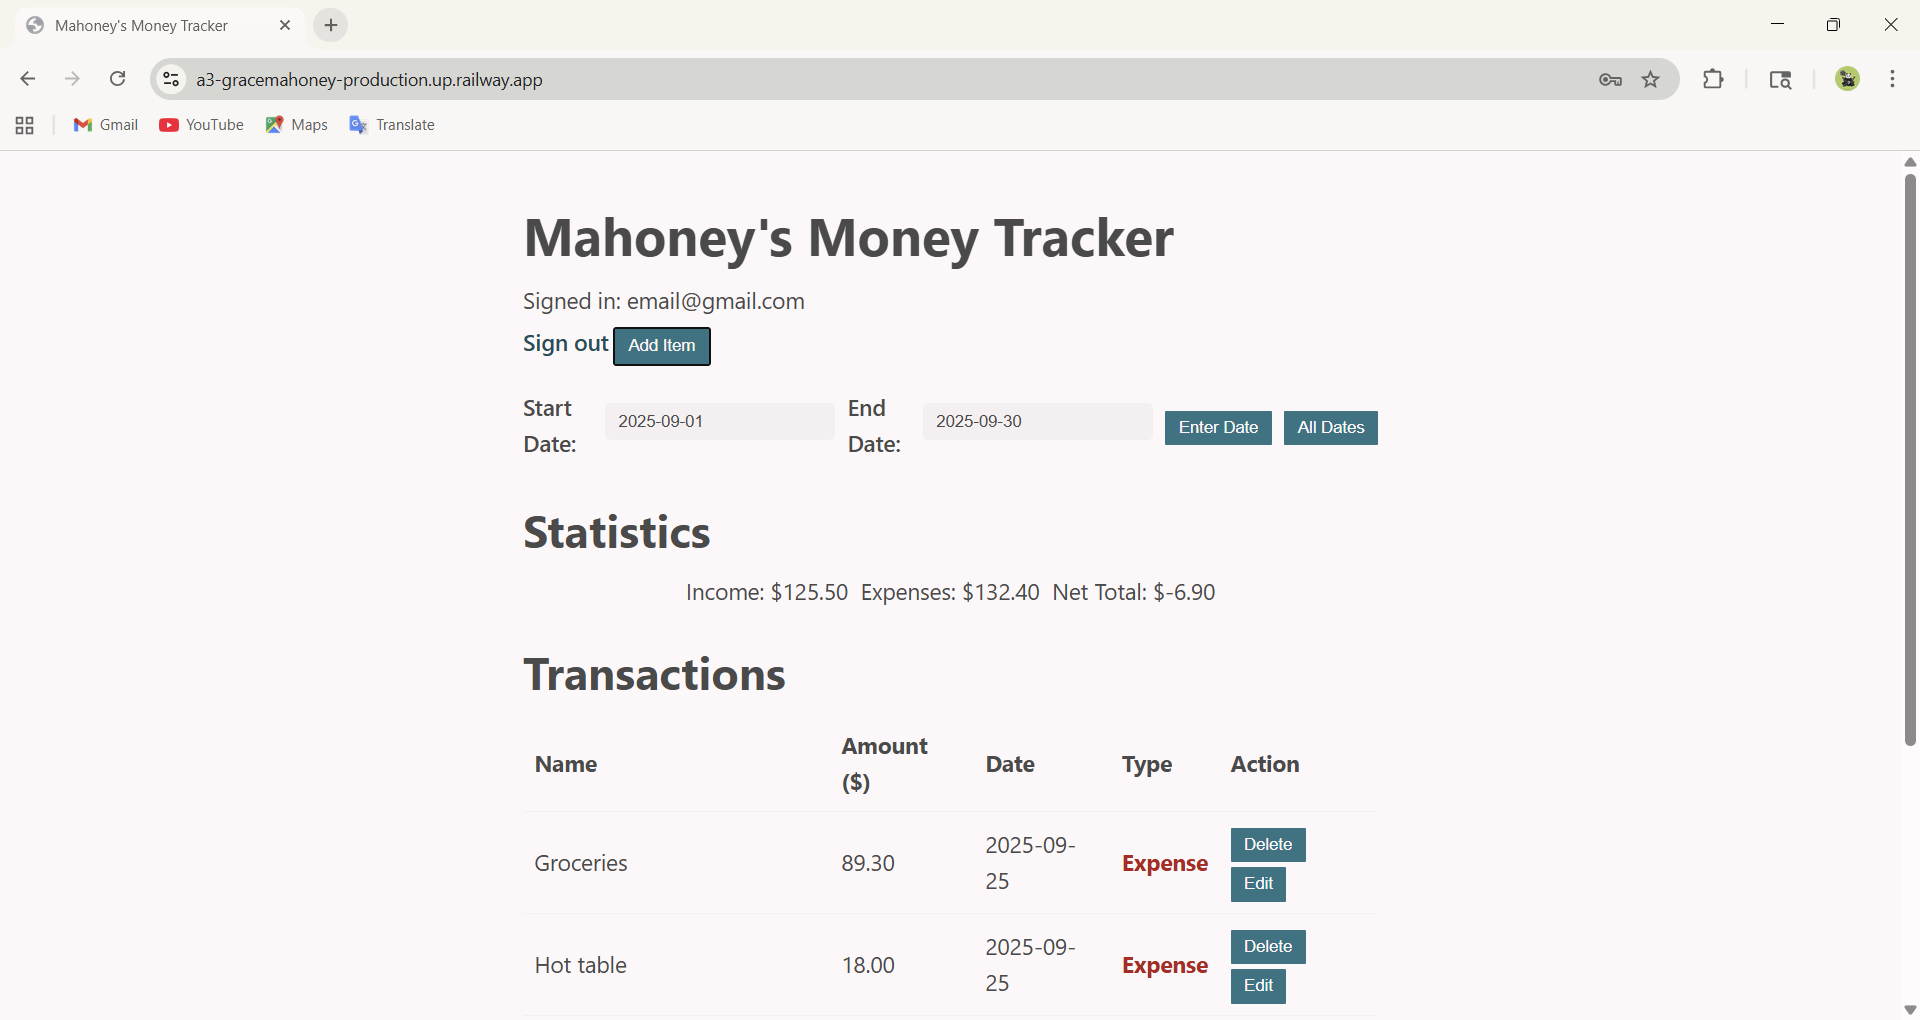 Mahoney's Money Tracker
a3-gracemahoney-production.up.railway.app
Gmail YouTube Maps Translate
Mahoney's Money Tracker
Signed in: email@gmail.com
Sign out Add Item
Start Date: 2025-09-01 End Date: 2025-09-30 Enter Date All Dates
Statistics
Income: $125.50 Expenses: $132.40 Net Total: $-6.90
Transactions
Name Amount ($) Date Type Action
Groceries 89.30 2025-09-25 Expense Delete Edit
Hot table 18.00 2025-09-25 Expense Delete Edit